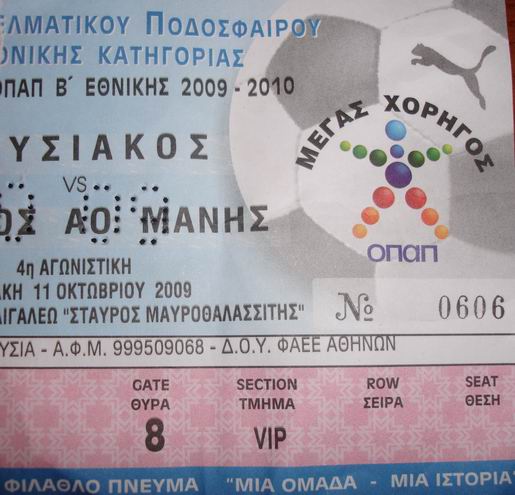 ΕΛΜΑΤΙΚΟΥ ΠΟΔΟΣΦΑΙΡΟΥ
ΘΝΙΚΗΣ ΚΑΤΗΓΟΡΙΑΣ
ΟΠΑΠ Β΄ ΕΘΝΙΚΗΣ 2009 - 2010
ΜΕΓΑΣ ΧΟΡΗΓΟΣ
ΟΠΑΠ
ΥΣΙΑΚΟΣ
VS
ΟΣ ΑΟ ΜΑΝΗΣ
4η ΑΓΩΝΙΣΤΙΚΗ
ΑΚΗ 11 ΟΚΤΩΒΡΙΟΥ 2009
ΑΙΓΑΛΕΩ "ΣΤΑΥΡΟΣ ΜΑΥΡΟΘΑΛΑΣΣΙΤΗΣ"
№ 0606
ΥΣΙΑ - Α.Φ.Μ. 999509068 - Δ.Ο.Υ. ΦΑΕΕ ΑΘΗΝΩΝ
GATE SECTION ROW SEAT
ΘΥΡΑ ΤΜΗΜΑ ΣΕΙΡΑ ΘΕΣΗ
8 VIP
ΦΙΛΑΘΛΟ ΠΝΕΥΜΑ "ΜΙΑ ΟΜΑΔΑ - ΜΙΑ ΙΣΤΟΡΙΑ"